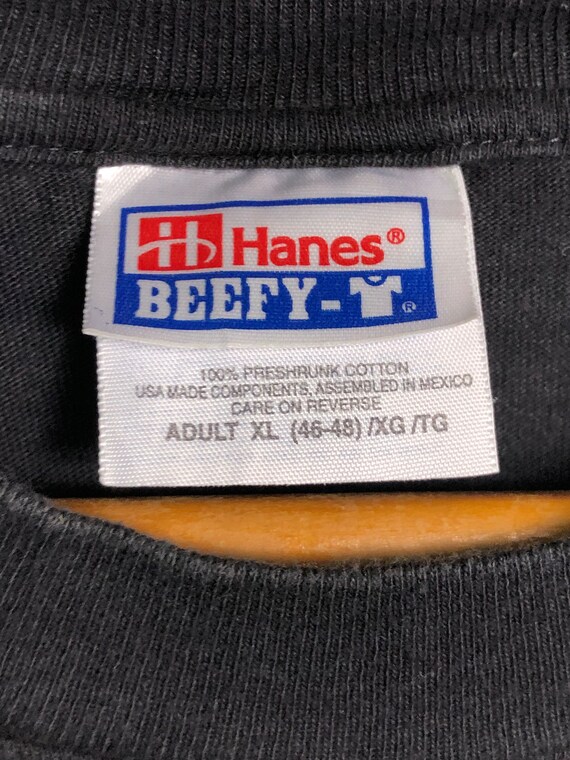 Hanes®
BEEFY-T®
100% PRESHRUNK COTTON
USA MADE COMPONENTS, ASSEMBLED IN MEXICO
CARE ON REVERSE
ADULT XL (46-48) /XG /TG